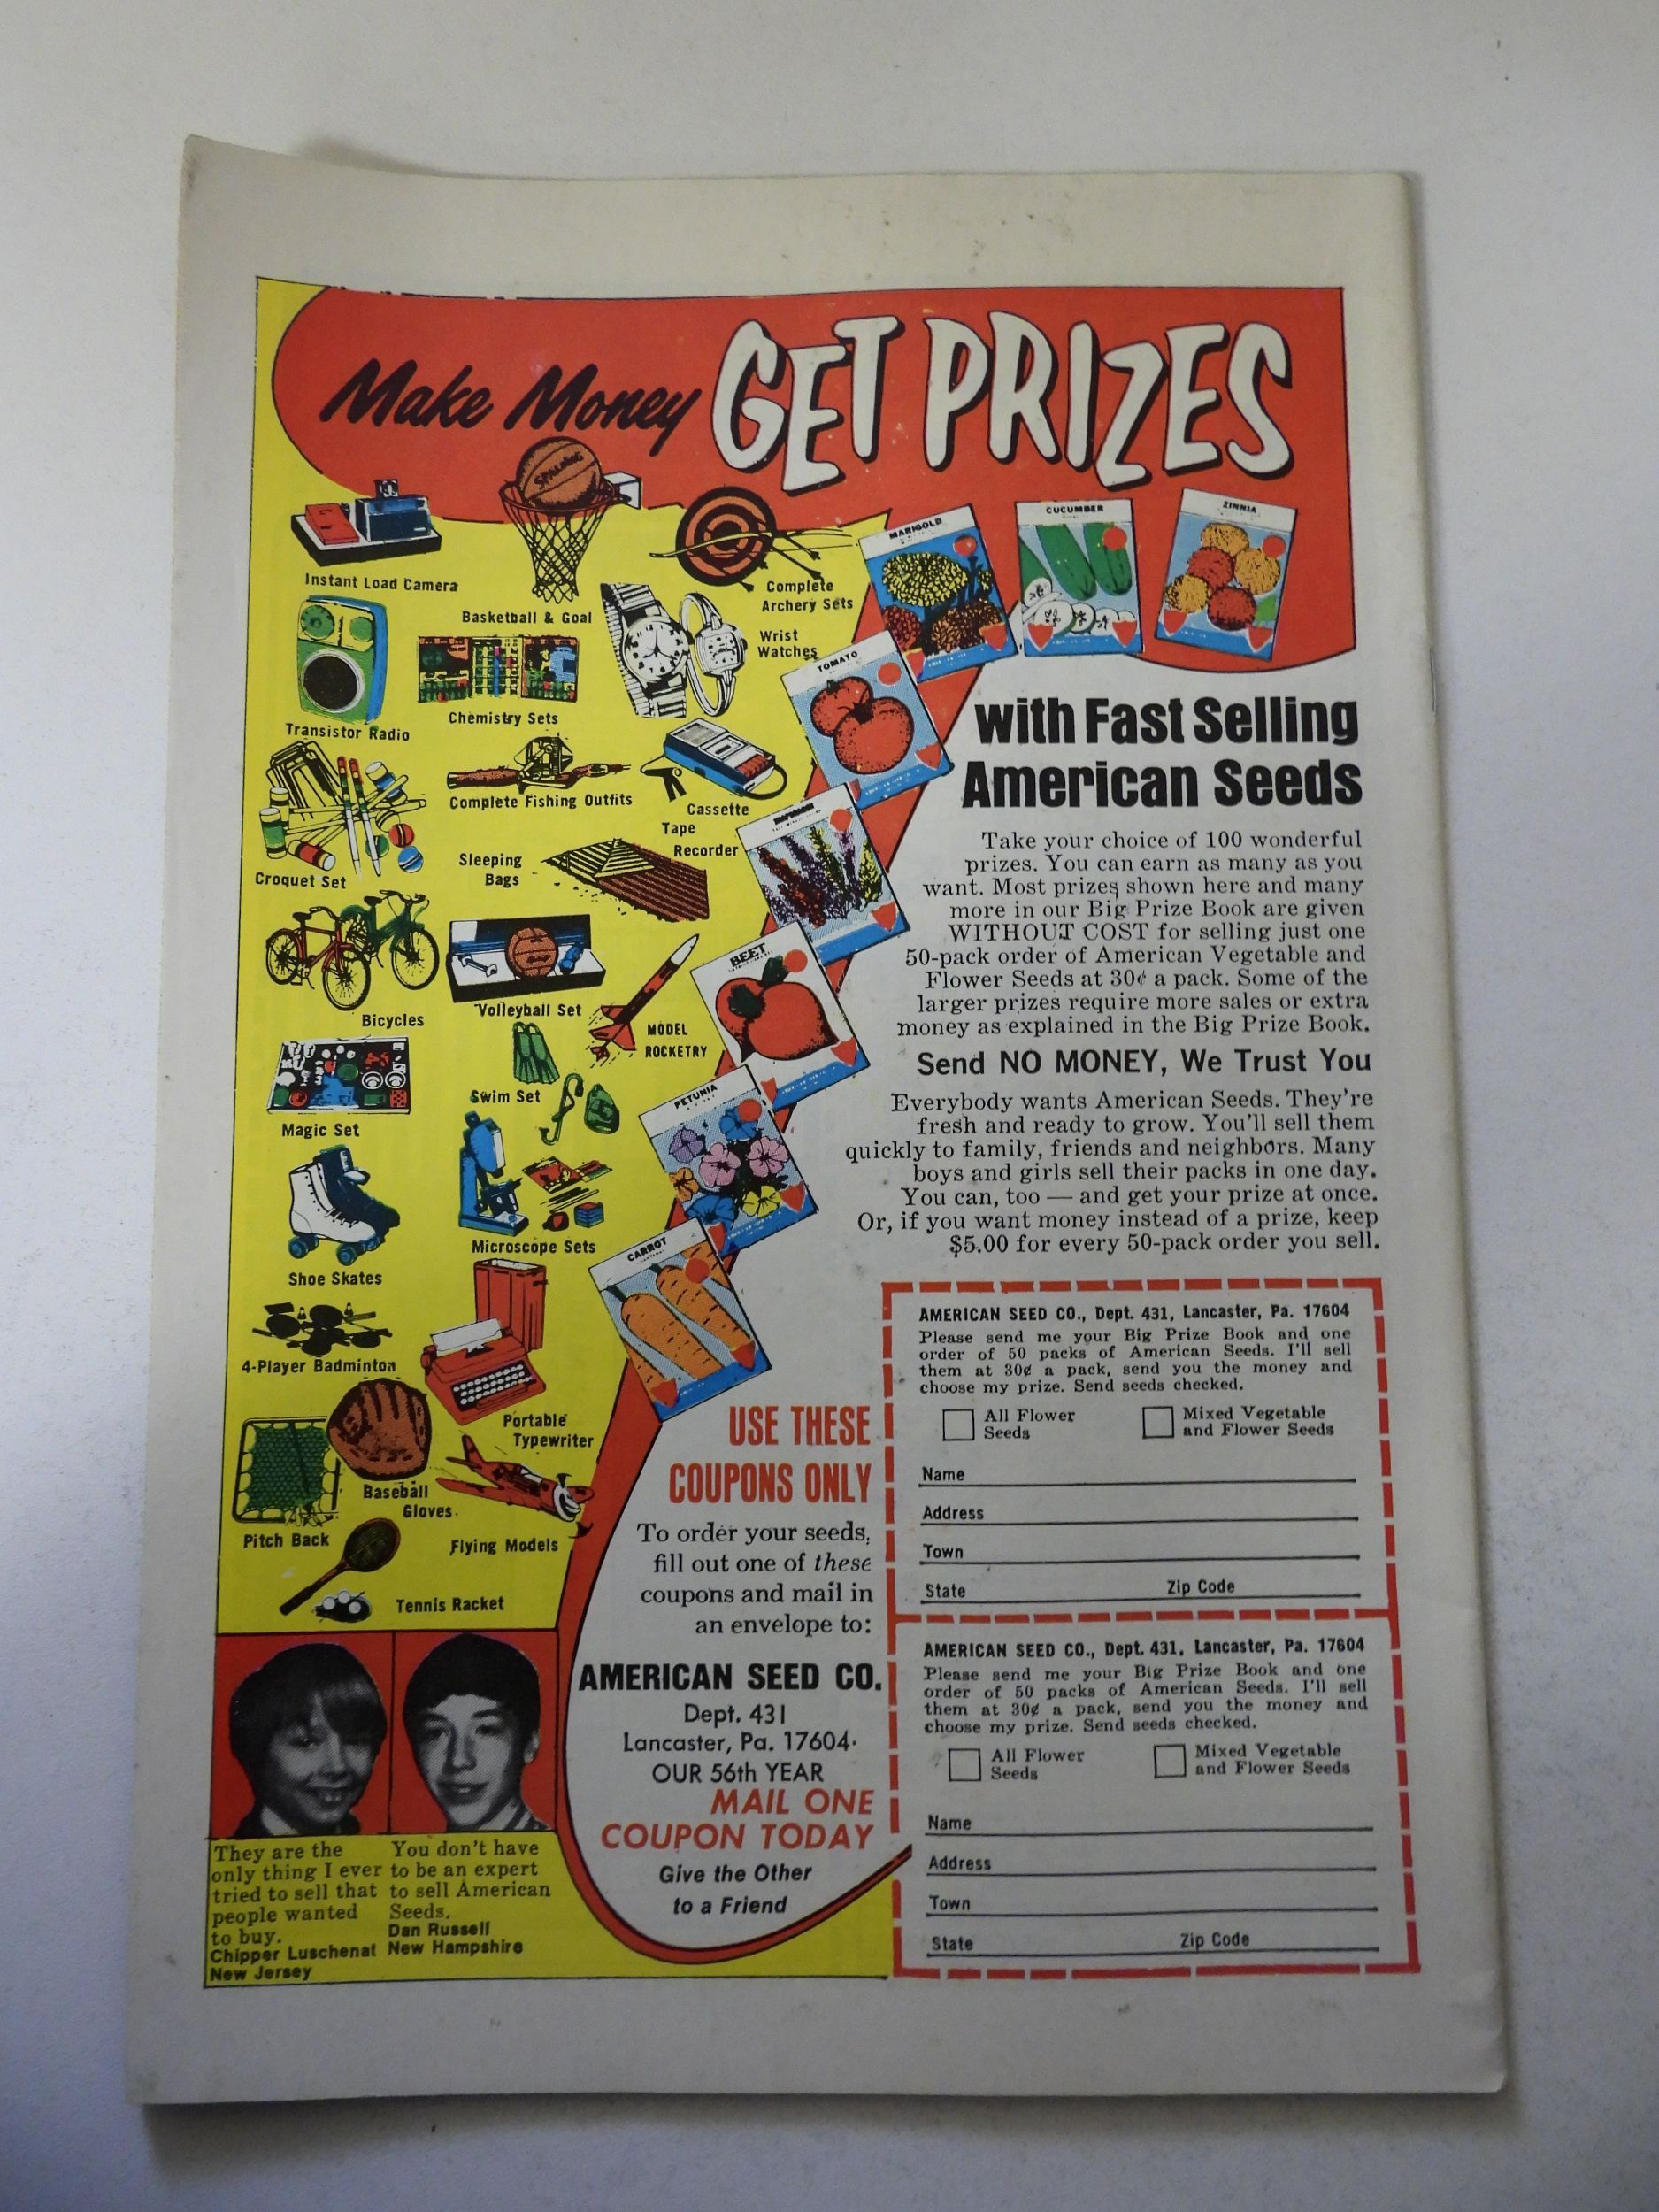 Make Money GET PRIZES
SPALDING
Instant Load Camera
Basketball & Goal
Complete
Archery Sets
MARIGOLD
CUCUMBER
ZINNIA
Transistor Radio
Chemistry Sets
Wrist
Watches
TOMATO
Croquet Set
Complete Fishing Outfits
Cassette
Tape
Recorder
Sleeping
Bags
Bicycles
Volleyball Set
MODEL
ROCKETRY
BEET
Magic Set
Swim Set
PETUNIA
Shoe Skates
Microscope Sets
CARROT
4-Player Badminton
Portable
Typewriter
Pitch Back
Baseball
Gloves
Flying Models
Tennis Racket
with Fast Selling
American Seeds
Take your choice of 100 wonderful
prizes. You can earn as many as you
want. Most prizes shown here and many
more in our Big Prize Book are given
WITHOUT COST for selling just one
50-pack order of American Vegetable and
Flower Seeds at 30¢ a pack. Some of the
larger prizes require more sales or extra
money as explained in the Big Prize Book.
Send NO MONEY, We Trust You
Everybody wants American Seeds. They're
fresh and ready to grow. You'll sell them
quickly to family, friends and neighbors. Many
boys and girls sell their packs in one day.
You can, too — and get your prize at once.
Or, if you want money instead of a prize, keep
$5.00 for every 50-pack order you sell.
USE THESE
COUPONS ONLY
To order your seeds,
fill out one of these
coupons and mail in
an envelope to:
AMERICAN SEED CO.
Dept. 431
Lancaster, Pa. 17604
OUR 56th YEAR
MAIL ONE
COUPON TODAY
Give the Other
to a Friend
AMERICAN SEED CO., Dept. 431, Lancaster, Pa. 17604
Please send me your Big Prize Book and one
order of 50 packs of American Seeds. I'll sell
them at 30¢ a pack, send you the money and
choose my prize. Send seeds checked.
All Flower
Seeds
Mixed Vegetable
and Flower Seeds
Name
Address
Town
State Zip Code
AMERICAN SEED CO., Dept. 431, Lancaster, Pa. 17604
Please send me your Big Prize Book and one
order of 50 packs of American Seeds. I'll sell
them at 30¢ a pack, send you the money and
choose my prize. Send seeds checked.
All Flower
Seeds
Mixed Vegetable
and Flower Seeds
Name
Address
Town
State Zip Code
They are the
only thing I ever
tried to sell that
people wanted
to buy.
Chipper Luschenat
New Jersey
You don't have
to be an expert
to sell American
Seeds.
Dan Russell
New Hampshire